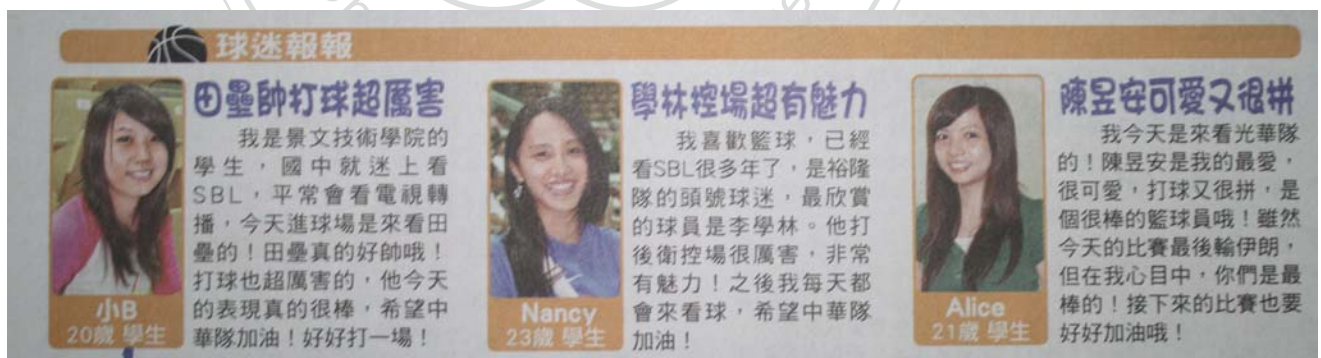 球迷報報
田壘帥打球超厲害
我是景文技術學院的
學生，國中就迷上看
SBL，平常會看電視轉
播，今天進球場是來看田
壘的！田壘真的好帥哦！
打球也超厲害的，他今天
的表現真的很棒，希望中
華隊加油！好好打一場！
小B
20歲 學生
學林控場超有魅力
我喜歡籃球，已經
看SBL很多年了，是裕隆
隊的頭號球迷，最欣賞
的球員是李學林。他打
後衛控場很厲害，非常
有魅力！之後我每天都
會來看球，希望中華隊
加油！
Nancy
23歲 學生
陳昱安可愛又很拼
我今天是來看光華隊
的！陳昱安是我的最愛，
很可愛，打球又很拼，是
個很棒的籃球員哦！雖然
今天的比賽最後輸伊朗，
但在我心目中，你們是最
棒的！接下來的比賽也要
好好加油哦！
Alice
21歲 學生